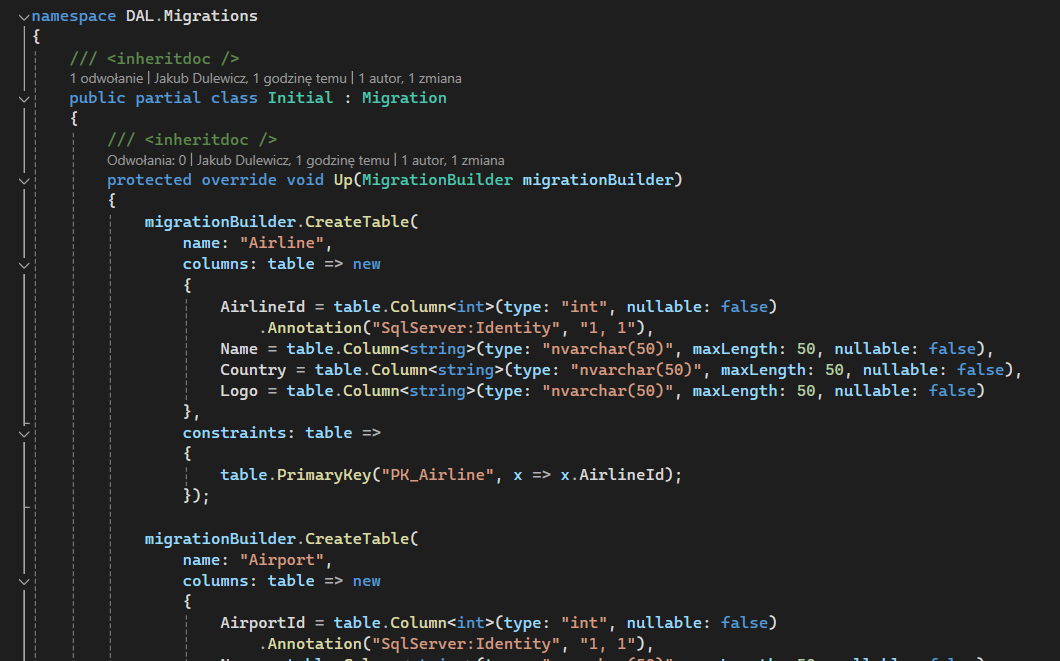 namespace DAL.Migrations
{
/// <inheritdoc />
1 odwołanie | Jakub Dulewicz, 1 godzinę temu | 1 autor, 1 zmiana
public partial class Initial : Migration
{
/// <inheritdoc />
Odwołania: 0 | Jakub Dulewicz, 1 godzinę temu | 1 autor, 1 zmiana
protected override void Up(MigrationBuilder migrationBuilder)
{
migrationBuilder.CreateTable(
name: "Airline",
columns: table => new
{
AirlineId = table.Column<int>(type: "int", nullable: false)
.Annotation("SqlServer:Identity", "1, 1"),
Name = table.Column<string>(type: "nvarchar(50)", maxLength: 50, nullable: false),
Country = table.Column<string>(type: "nvarchar(50)", maxLength: 50, nullable: false),
Logo = table.Column<string>(type: "nvarchar(50)", maxLength: 50, nullable: false)
},
constraints: table =>
{
table.PrimaryKey("PK_Airline", x => x.AirlineId);
});
migrationBuilder.CreateTable(
name: "Airport",
columns: table => new
{
AirportId = table.Column<int>(type: "int", nullable: false)
.Annotation("SqlServer:Identity", "1, 1"),